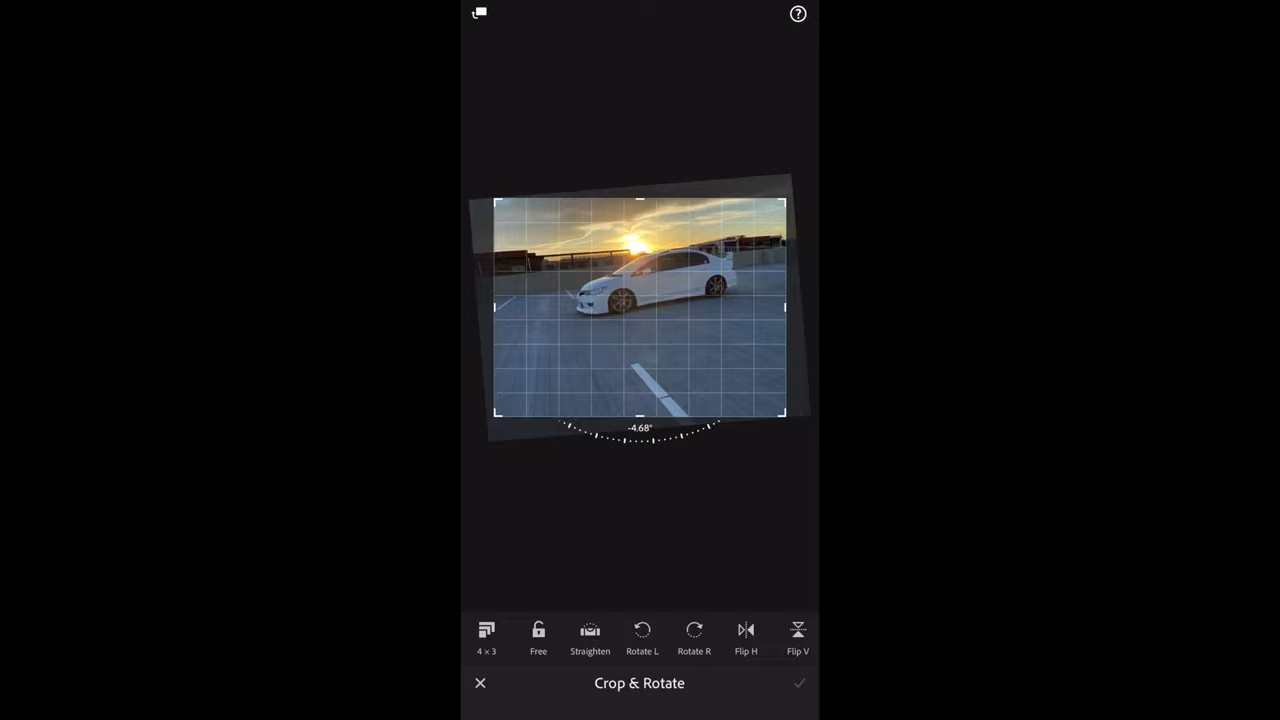 -4.68°
4 × 3 Free Straighten Rotate L Rotate R Flip H Flip V
Crop & Rotate